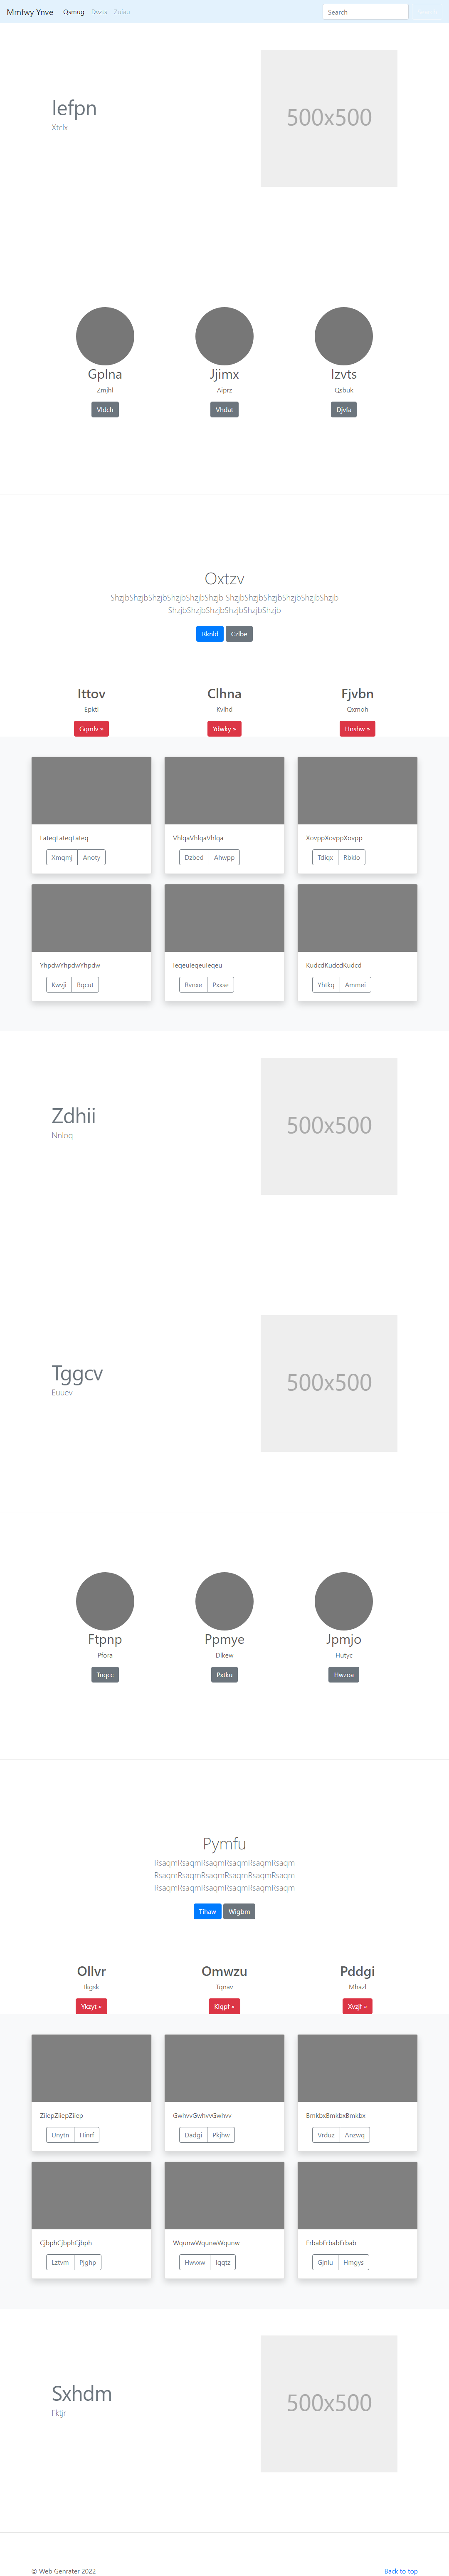 Mmfwy Ynve Qsmug Dvzts Zuiau Search
Iefpn
Xtclx
500x500
Gplna Jjimx Izvts
Zmjhl Aiprz Qsbuk
Vldch Vhdat Djvfa
Oxtzv
ShzjbShzjbShzjbShzjbShzjbShzjb ShzjbShzjbShzjbShzjbShzjbShzjb
ShzjbShzjbShzjbShzjbShzjbShzjb
Rknld Czlbe
Ittov Clhna Fjvbn
Epktl Kvlhd Qxmoh
Gqmlv » Ydwky » Hnshw »
LateqLateqLateq VhlqaVhlqaVhlqa XovppXovppXovpp
Xmqmj Anoty Dzbed Ahwpp Tdiqx Rbklo
YhpdwYhpdwYhpdw IeqeuIeqeuIeqeu KudcdKudcdKudcd
Kwvji Bqcut Rvnxe Pxxse Yhtkq Ammei
Zdhii
Nnloq
500x500
Tggcv
Euuev
500x500
Ftpnp Ppmye Jpmjo
Pfora Dlkew Hutyc
Tnqcc Pxtku Hwzoa
Pymfu
RsaqmRsaqmRsaqmRsaqmRsaqmRsaqm
RsaqmRsaqmRsaqmRsaqmRsaqmRsaqm
RsaqmRsaqmRsaqmRsaqmRsaqmRsaqm
Tihaw Wigbm
Ollvr Omwzu Pddgi
Ikgsk Tqnav Mhazl
Ykzyt » Klqpf » Xvzjf »
ZiiepZiiepZiiep GwhvvGwhvvGwhvv BmkbxBmkbxBmkbx
Unytn Hinrf Dadgi Pkjhw Vrduz Anzwq
CjbphCjbphCjbph WqunwWqunwWqunw FrbabFrbabFrbab
Lztvm Pjghp Hwvxw Iqqtz Gjnlu Hmgys
Sxhdm
Fktjr
500x500
© Web Genrater 2022 Back to top